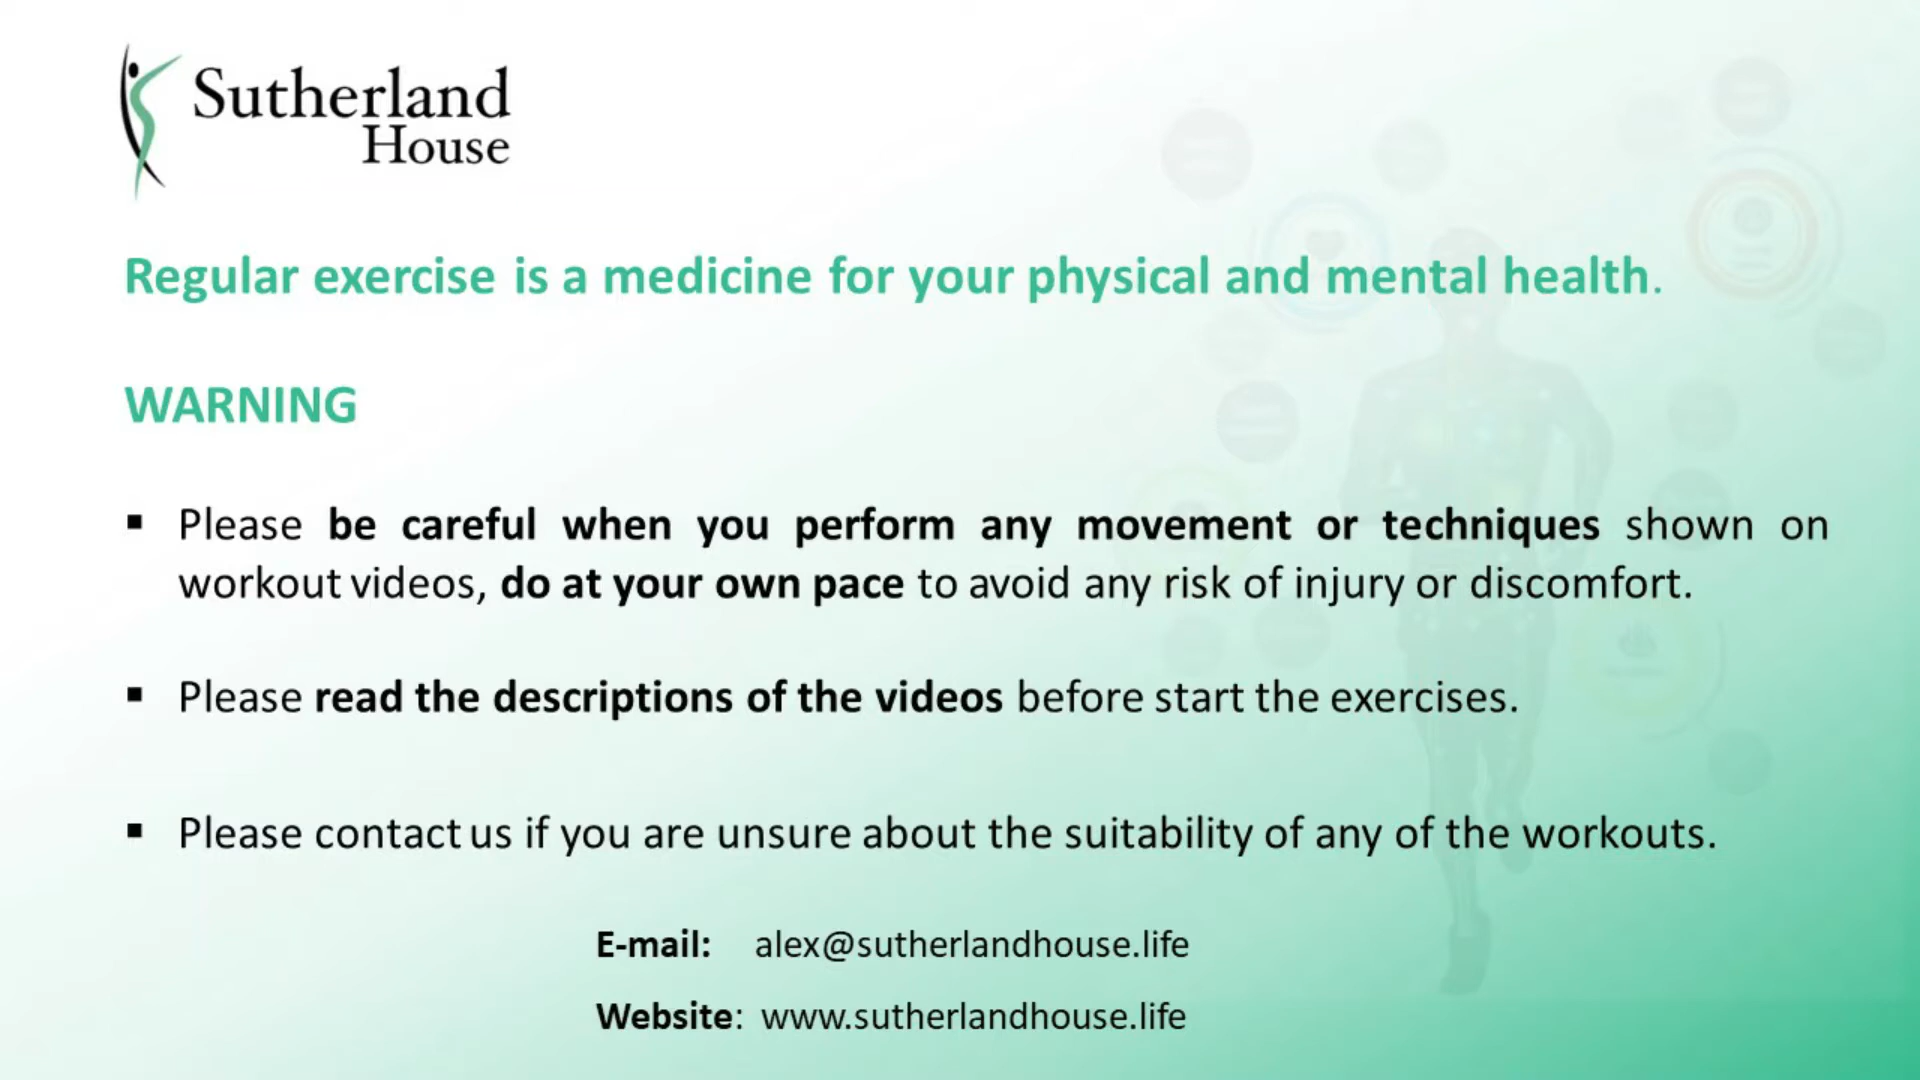 Sutherland
House
Regular exercise is a medicine for your physical and mental health.
WARNING
▪ Please be careful when you perform any movement or techniques shown on
workout videos, do at your own pace to avoid any risk of injury or discomfort.
▪ Please read the descriptions of the videos before start the exercises.
▪ Please contact us if you are unsure about the suitability of any of the workouts.
E-mail: alex@sutherlandhouse.life
Website: www.sutherlandhouse.life